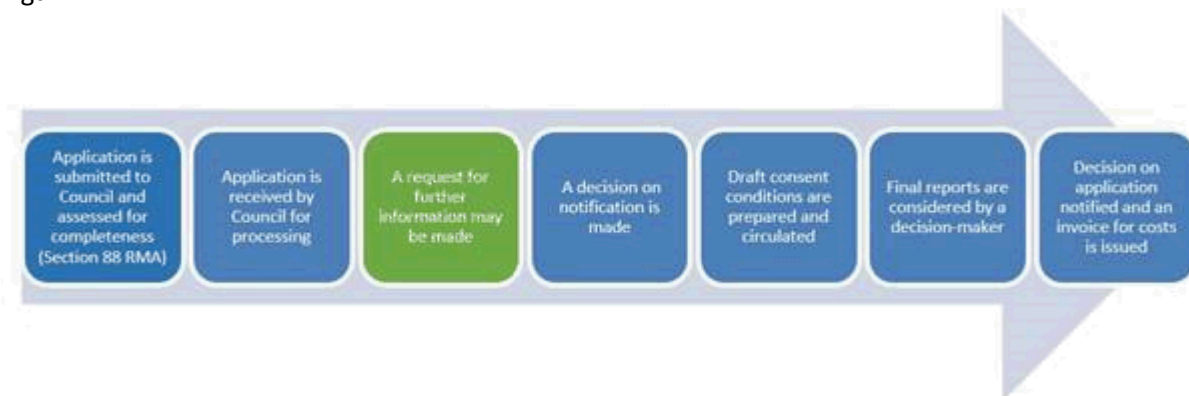 Application is
submitted to
Council and
assessed for
completeness
(Section 88 RMA)
Application is
received by
Council for
processing
A request for
further
information may
be made
A decision on
notification is
made
Draft consent
conditions are
prepared and
circulated
Final reports are
considered by a
decision-maker
Decision on
application
notified and an
invoice for costs
is issued